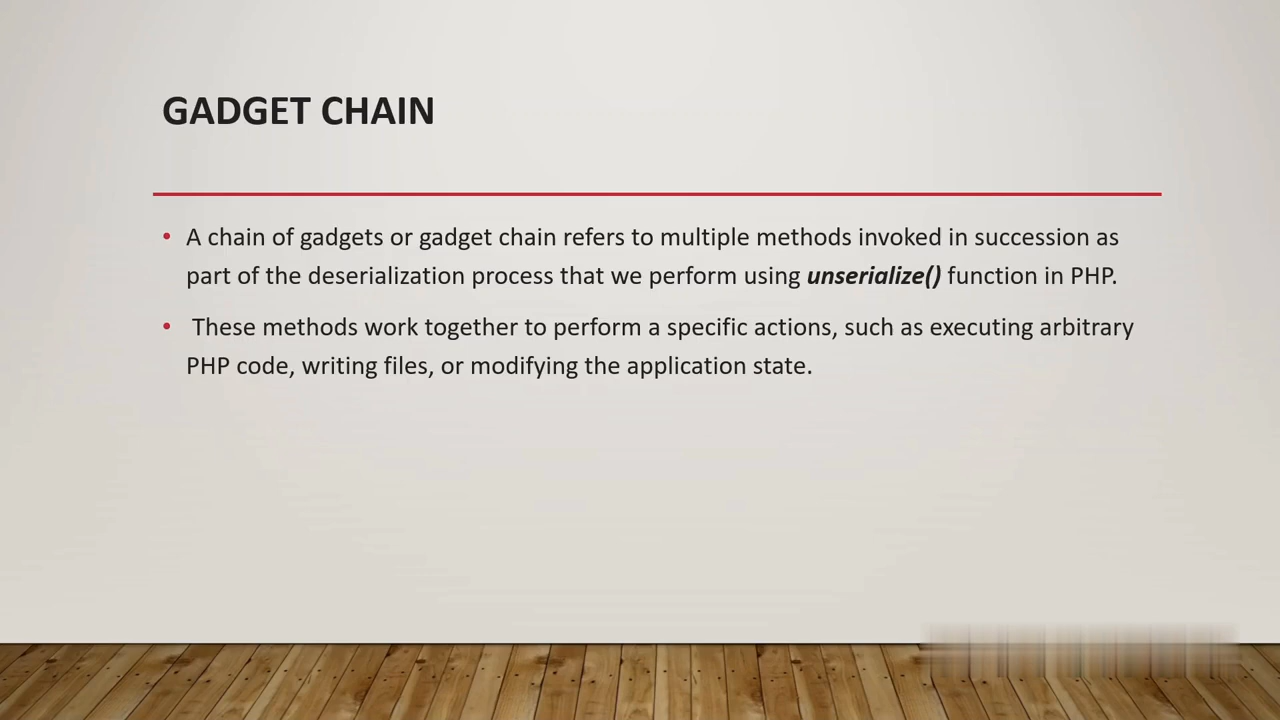 GADGET CHAIN
• A chain of gadgets or gadget chain refers to multiple methods invoked in succession as
part of the deserialization process that we perform using unserialize() function in PHP.
• These methods work together to perform a specific actions, such as executing arbitrary
PHP code, writing files, or modifying the application state.